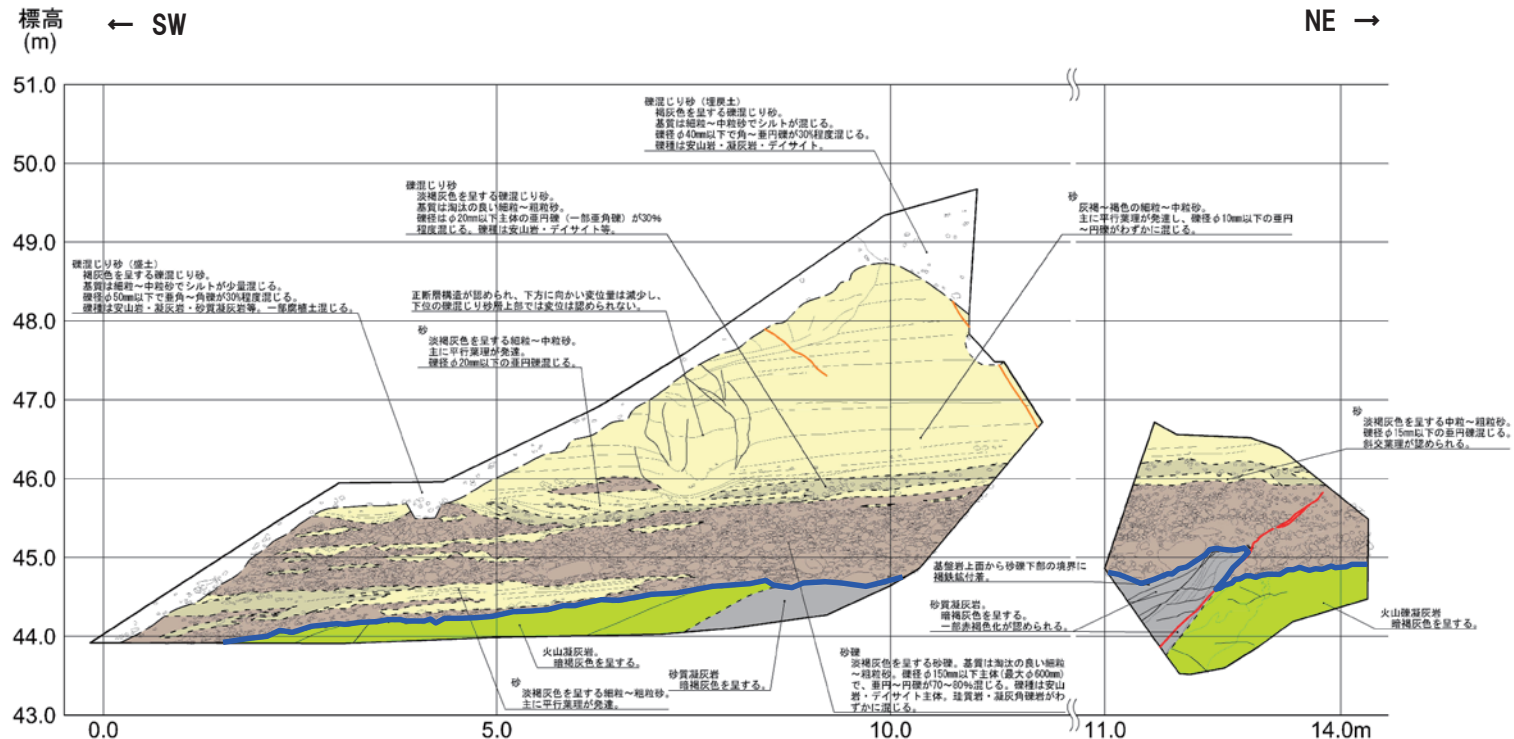 標高
(m)
← SW
NE →
51.0
50.0
49.0
48.0
47.0
46.0
45.0
44.0
43.0
0.0
5.0
10.0
11.0
14.0m
礫混じり砂（埋戻土）
褐灰色を呈する礫混じり砂。
基質は細粒～中粒砂でシルトが混じる。
礫径φ40mm以下で角～亜円礫が30%程度混じる。
礫種は安山岩・凝灰岩・デイサイト。
礫混じり砂
淡褐灰色を呈する礫混じり砂。
基質は淘汰の良い細粒～粗粒砂。
礫径はφ20mm以下主体の亜円礫（一部亜角礫）が30%
程度混じる。礫種は安山岩・デイサイト等。
砂
灰褐～褐色の細粒～中粒砂。
主に平行葉理が発達し、礫径φ10mm以下の亜円
～円礫がわずかに混じる。
礫混じり砂（盛土）
褐灰色を呈する礫混じり砂。
基質は細粒～中粒砂でシルトが少量混じる。
礫径φ50mm以下で亜角～角礫が30%程度混じる。
礫種は安山岩・凝灰岩・砂質凝灰岩等。一部腐植土混じる。
正断層構造が認められ、下方に向かい変位量は減少し、
下位の礫混じり砂層上部では変位は認められない。
砂
淡褐灰色を呈する細粒～中粒砂。
主に平行葉理が発達。
礫径φ20mm以下の亜円礫混じる。
砂
淡褐灰色を呈する中粒～粗粒砂。
礫径φ15mm以下の亜円礫混じる。
斜交葉理が認められる。
基盤岩上面から砂礫下部の境界に
褐鉄鉱付着。
砂質凝灰岩。
暗褐灰色を呈する。
一部赤褐色化が認められる。
火山礫凝灰岩
暗褐灰色を呈する。
火山凝灰岩。
暗褐灰色を呈する。
砂
淡褐灰色を呈する細粒～粗粒砂。
主に平行葉理が発達。
砂質凝灰岩
暗褐灰色を呈する。
砂礫
淡褐灰色を呈する砂礫。基質は淘汰の良い細粒
～粗粒砂。礫径φ150mm以下主体(最大φ600mm)
で、亜円～円礫が70～80%混じる。礫種は安山
岩・デイサイト主体。珪質岩・凝灰角礫岩がわ
ずかに混じる。